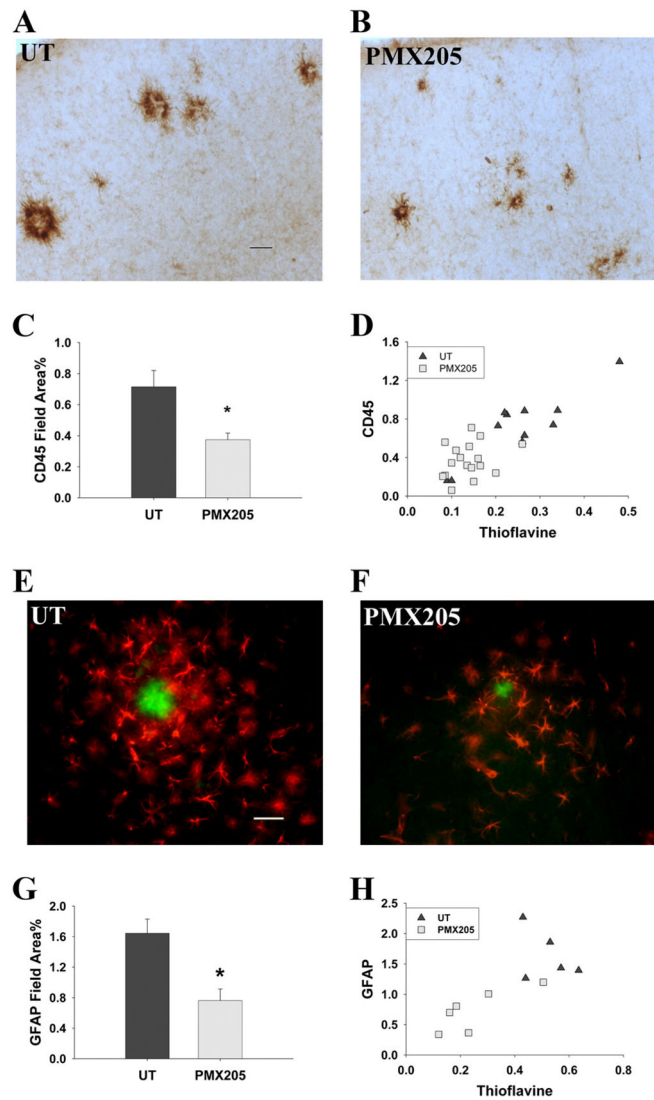 A
UT
B
PMX205
C
CD45 Field Area%
1.0
0.8
0.6
0.4
0.2
0.0
*
UT
PMX205
D
CD45
1.6
1.2
0.8
0.4
0.0
UT
PMX205
0.0
0.1
0.2
0.3
0.4
0.5
Thioflavine
E
UT
F
PMX205
G
GFAP Field Area%
2.0
1.6
1.2
0.8
0.4
0.0
*
UT
PMX205
H
GFAP
2.5
2.0
1.5
1.0
0.5
0.0
UT
PMX205
0.0
0.2
0.4
0.6
0.8
Thioflavine